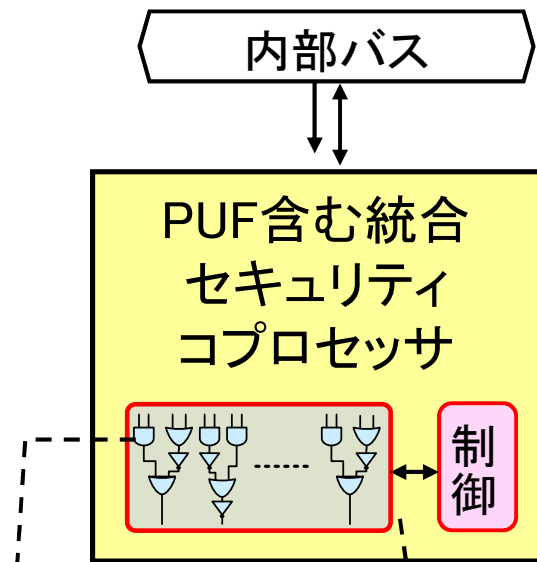 内部バス
PUF含む統合
セキュリティ
コプロセッサ
制
御